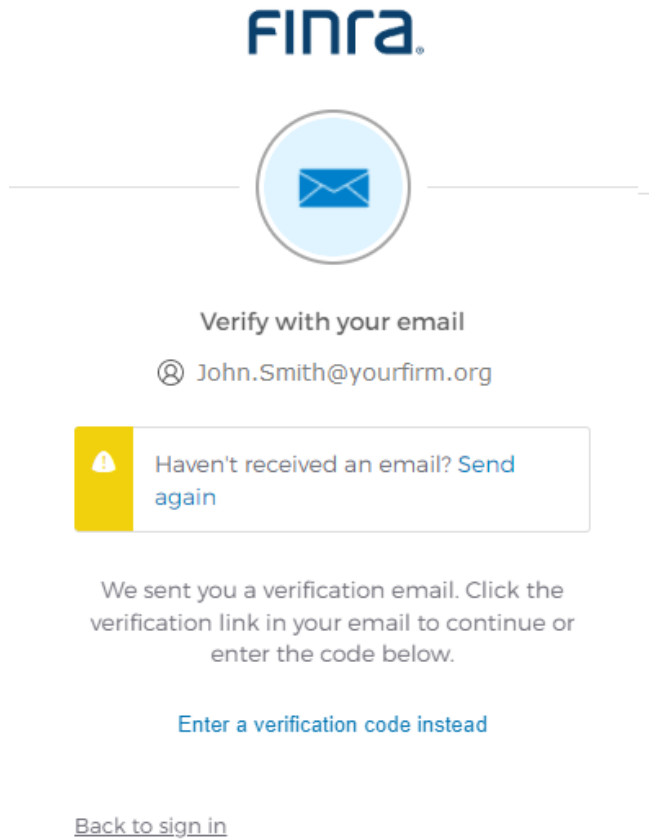 FINra®
Verify with your email
John.Smith@yourfirm.org
Haven't received an email? Send
again
We sent you a verification email. Click the
verification link in your email to continue or
enter the code below.
Enter a verification code instead
Back to sign in